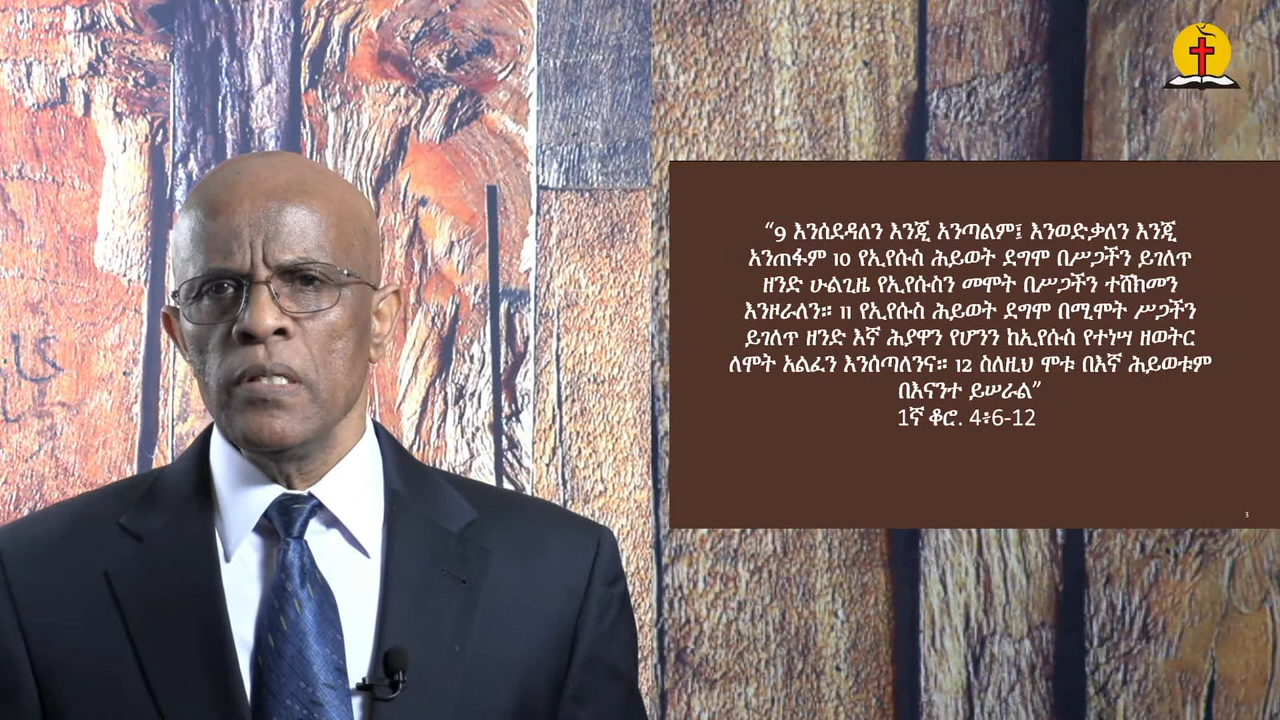 “9 እንሰደዳለን እንጂ አንጣልም፤ እንወድቃለን እንጂ
አንጠፋም 10 የኢየሱስ ሕይወት ደግሞ በሥጋችን ይገለጥ
ዘንድ ሁልጊዜ የኢየሱስን መሞት በሥጋችን ተሸክመን
እንዞራለን። 11 የኢየሱስ ሕይወት ደግሞ በሚሞት ሥጋችን
ይገለጥ ዘንድ እኛ ሕያዋን የሆንን ከኢየሱስ የተነሣ ዘወትር
ለሞት አልፈን እንሰጣለንና። 12 ስለዚህ ሞቱ በእኛ ሕይወቱም
በእናንተ ይሠራል”
1ኛ ቆሮ. 4፥6-12
3